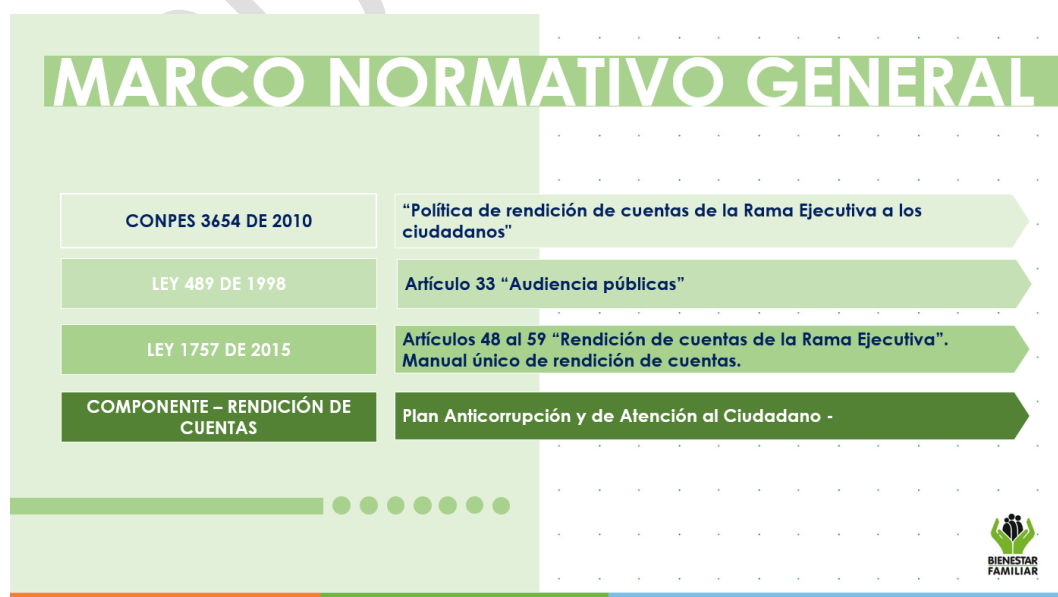 MARCO NORMATIVO GENERAL
CONPES 3654 DE 2010
“Política de rendición de cuentas de la Rama Ejecutiva a los
ciudadanos"
LEY 489 DE 1998
Artículo 33 “Audiencia públicas”
LEY 1757 DE 2015
Artículos 48 al 59 “Rendición de cuentas de la Rama Ejecutiva”.
Manual único de rendición de cuentas.
COMPONENTE – RENDICIÓN DE
CUENTAS
Plan Anticorrupción y de Atención al Ciudadano -
BIENESTAR
FAMILIAR